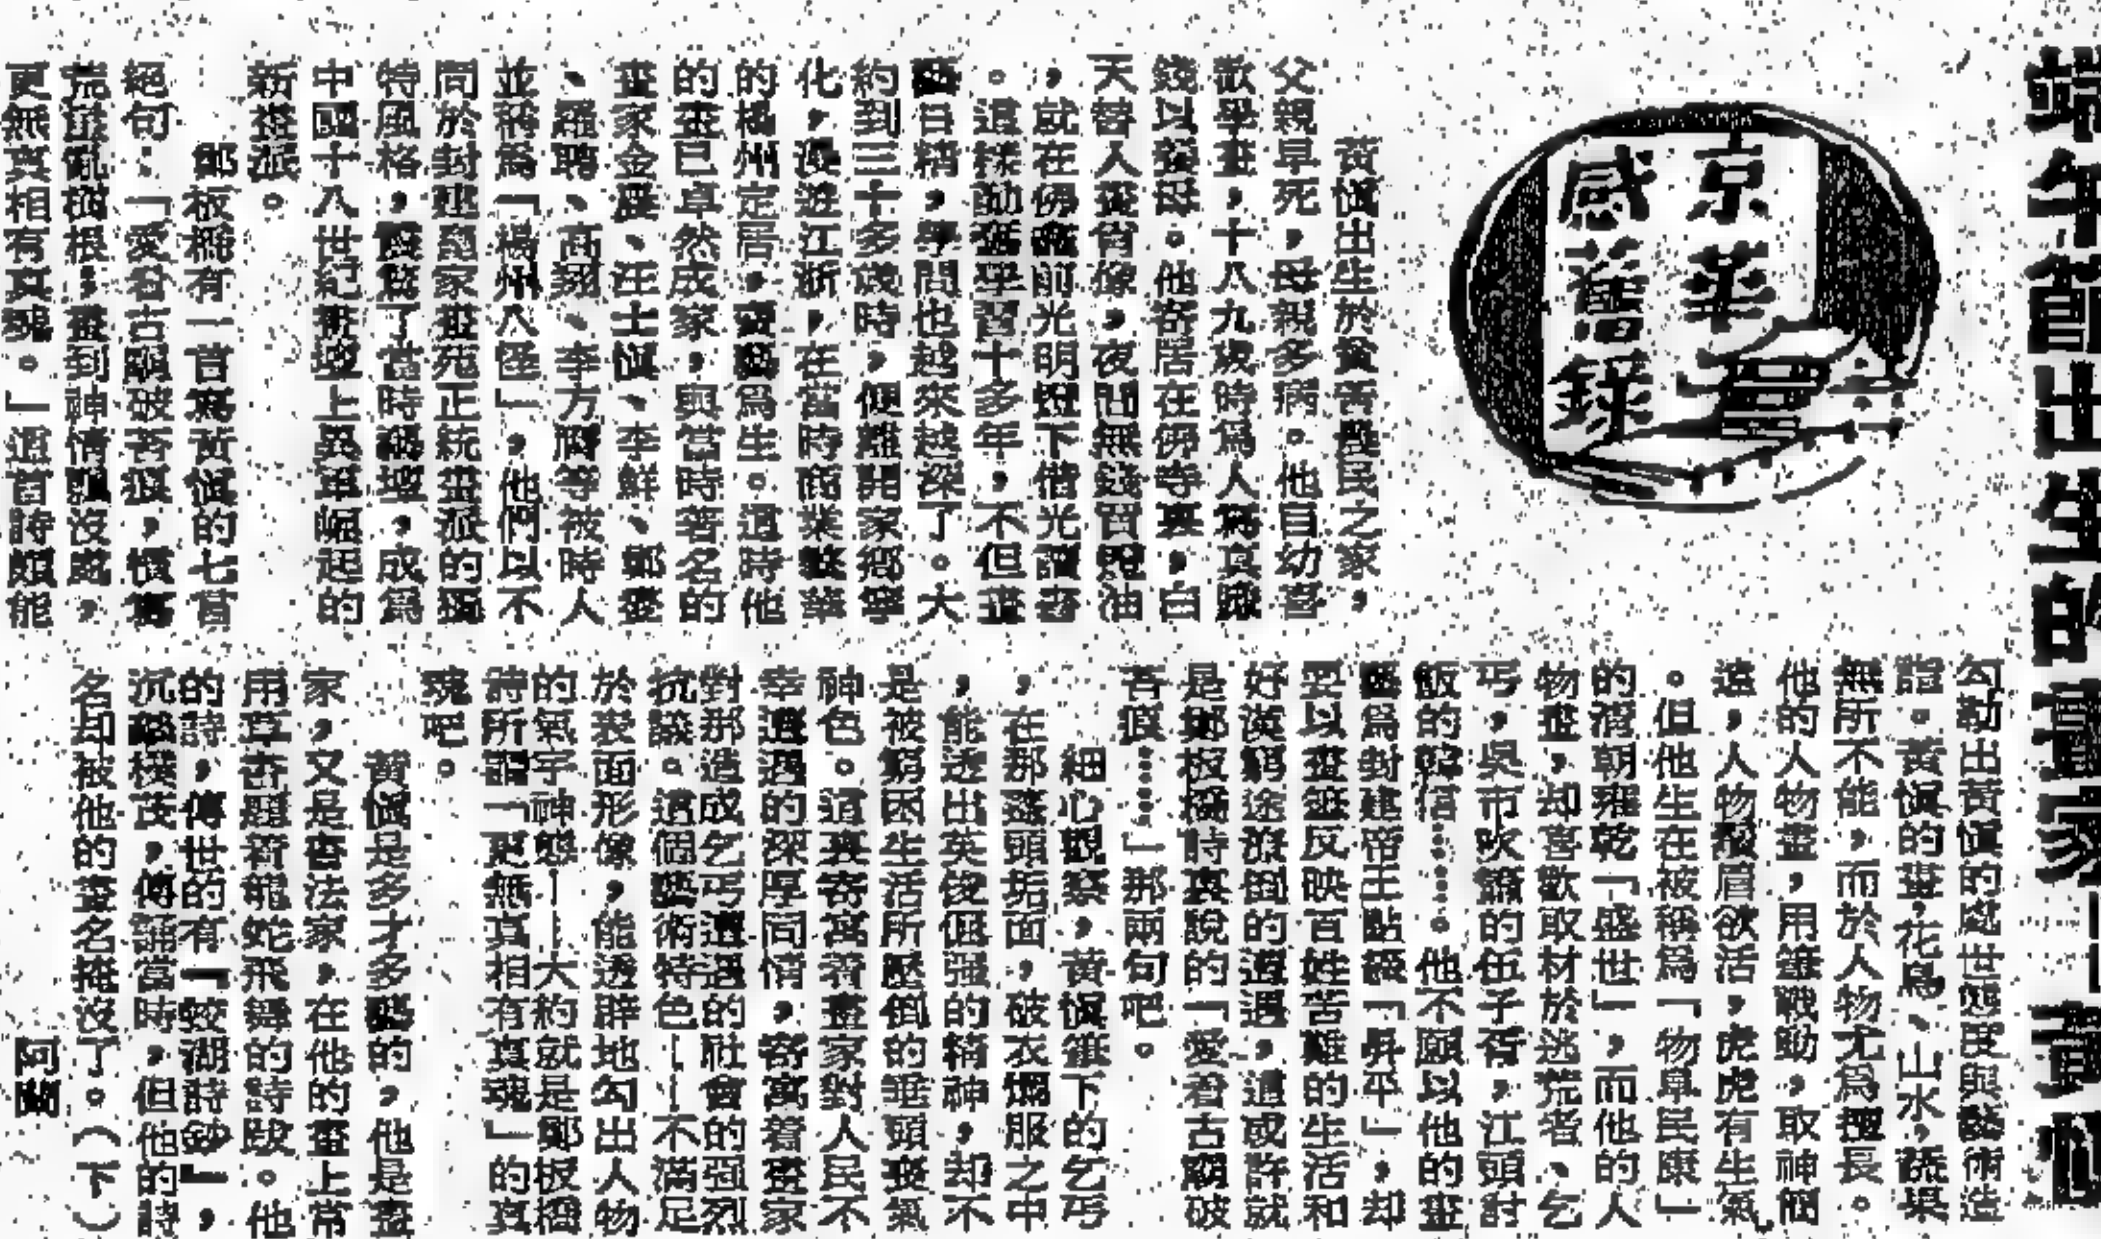 端午節出生的畫家——黃慎
京華
感舊錄
黃慎出生於貧苦農民之家，
父親早死，母親多病。他自幼喜
歡學畫，十八九歲時爲人寫真賺
錢以養母。他寄居在佛寺裏，白
天替人畫肖像，夜間無錢買燈油
，就在佛龕前光明燈下借光讀書
。這樣勤奮學習十多年，不但畫
日精，學問也越來越深了。大
約到三十多歲時，便離開家鄉寧
化，漫遊江浙，在當時商業繁華
的楊州定居，賣畫爲生。這時他
的畫已卓然成家，與當時著名的
畫家金農、汪士慎、李鮮、鄭燮
、羅聘、高翔、李方膺等被時人
並稱爲「楊州八怪」，他們以不
同於封建皇家畫苑正統畫派的獨
特風格，震驚了當時藝壇，成爲
中國十八世紀畫壇上異軍崛起的
新畫派。
鄭板橋有一首寫黃慎的七言
絕句：「愛看古廟破苔痕，慣寫
荒崖亂樹根；畫到神情飄沒處，
更無真相有真魂。」這首詩頗能
勾勒出黃慎的處世態度與藝術造
詣。黃慎的畫，花鳥、山水，蔬果
無所不能，而於人物尤爲擅長。
他的人物畫，用筆戰動，取神簡
遠，人物鬚眉欲活，虎虎有生氣
。但他生在被稱爲「物阜民康」
的清朝雍乾「盛世」，而他的人
物畫，却喜歡取材於逃荒者、乞
丐，吳市吹簫的伍子胥，江頭討
飯的韓信……。他不願以他的畫
爲封建帝王點綴「昇平」，却
要以畫筆反映百姓苦難的生活和
好漢窮途潦倒的遭遇，這或許就
是鄭板橋詩裏說的「愛看古廟破
苔痕……」那兩句吧。
細心觀察，黃慎筆下的乞丐
，在那蓬頭垢面，破衣爛服之中
，能透出英俊倔强的精神，却不
是被窮困生活所壓倒的垂頭喪氣
神色。這裏寄寓着畫家對人民不
幸遭遇的深厚同情，寄寓着畫家
對那造成乞丐遭遇的社會的强烈
抗議。這個藝術特色——不滿足
於表面形像，能透辟地勾出人物
的氣宇神態——大約就是鄭板橋
詩所謂「更無真相有真魂」的真
魂吧。
黃慎是多才多藝的，他是畫
家，又是書法家，在他的畫上常
用草書題着龍蛇飛舞的詩跋。他
的詩，傳世的有「蛟湖詩鈔」，
沉鬱樸茂，傳誦當時，但他的詩
名却被他的畫名掩沒了。（下）
阿蘭